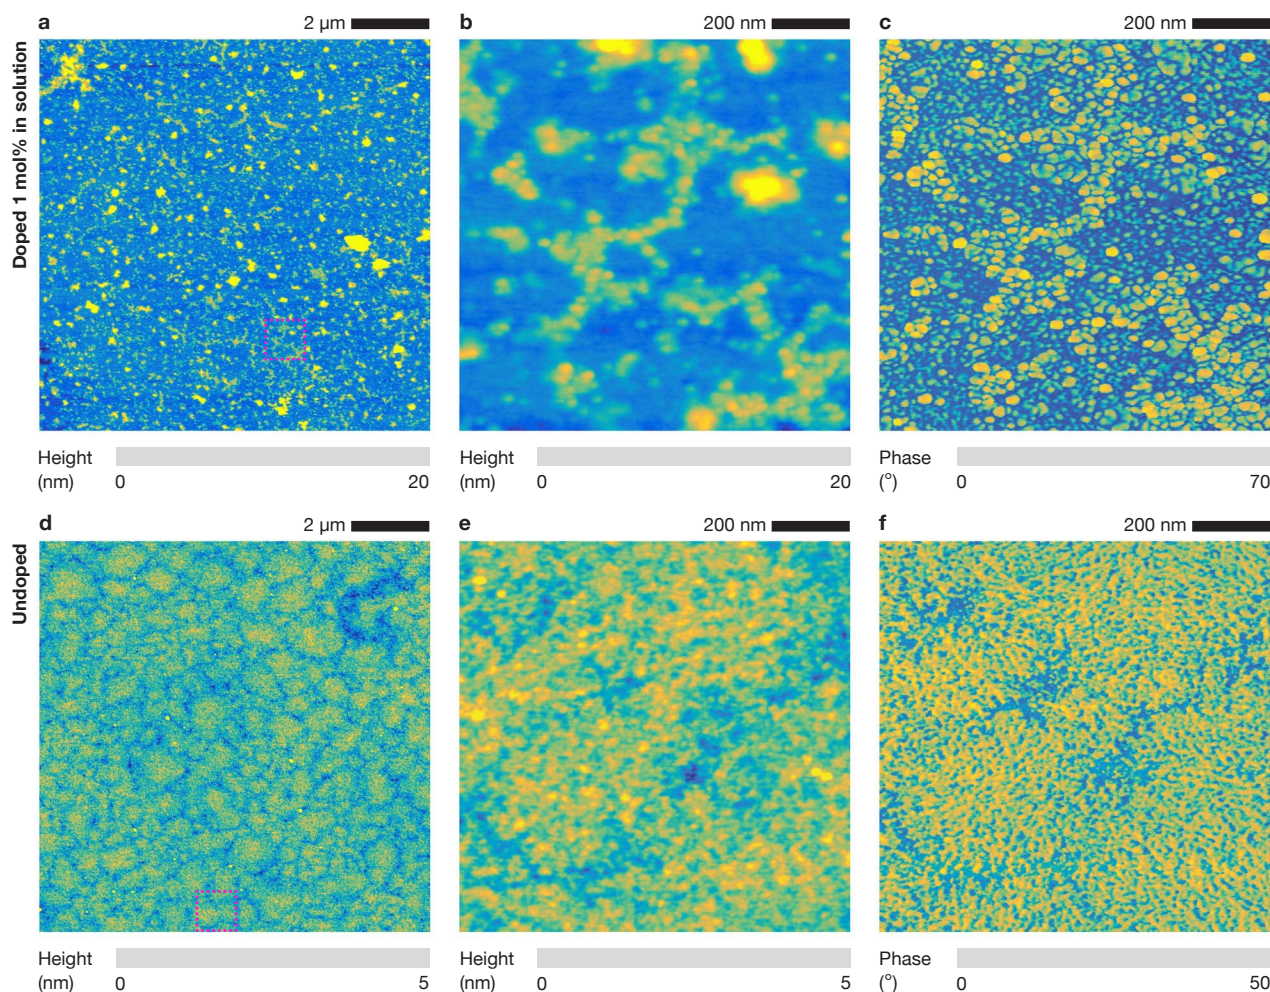 a 2 µm
b 200 nm
c 200 nm
Doped 1 mol% in solution
Height
(nm) 0 20
Height
(nm) 0 20
Phase
(°) 0 70
d 2 µm
e 200 nm
f 200 nm
Undoped
Height
(nm) 0 5
Height
(nm) 0 5
Phase
(°) 0 50